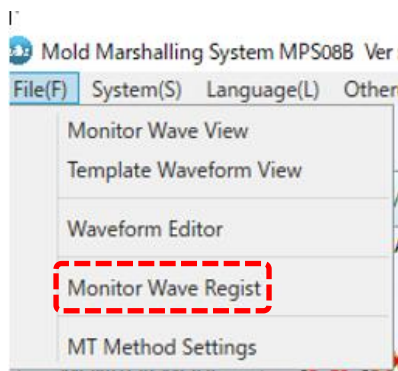 Mold Marshalling System MPS08B Ver
File(F) System(S) Language(L) Other
Monitor Wave View
Template Waveform View
Waveform Editor
Monitor Wave Regist
MT Method Settings